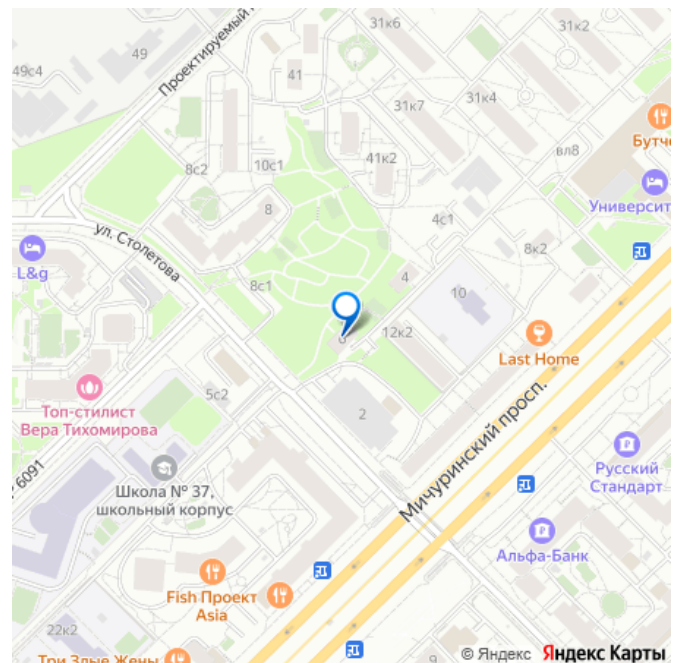 31к6
31к2
49
49с4
Проектируемый
41
31к7
31к4
Бутче
8с2
10с1
41к2
вл8
Университ
8
4с1
ул. Столетова
8к2
L&g
8с1
4
10
12к2
Last Home
Топ-стилист
Вера Тихомирова
5с2
2
Мичуринский просп.
6091
Школа № 37,
школьный корпус
Русский
Стандарт
Альфа-Банк
Fish Проект
Asia
22к2
Три Злые Жены
9
© Яндекс Яндекс Карты